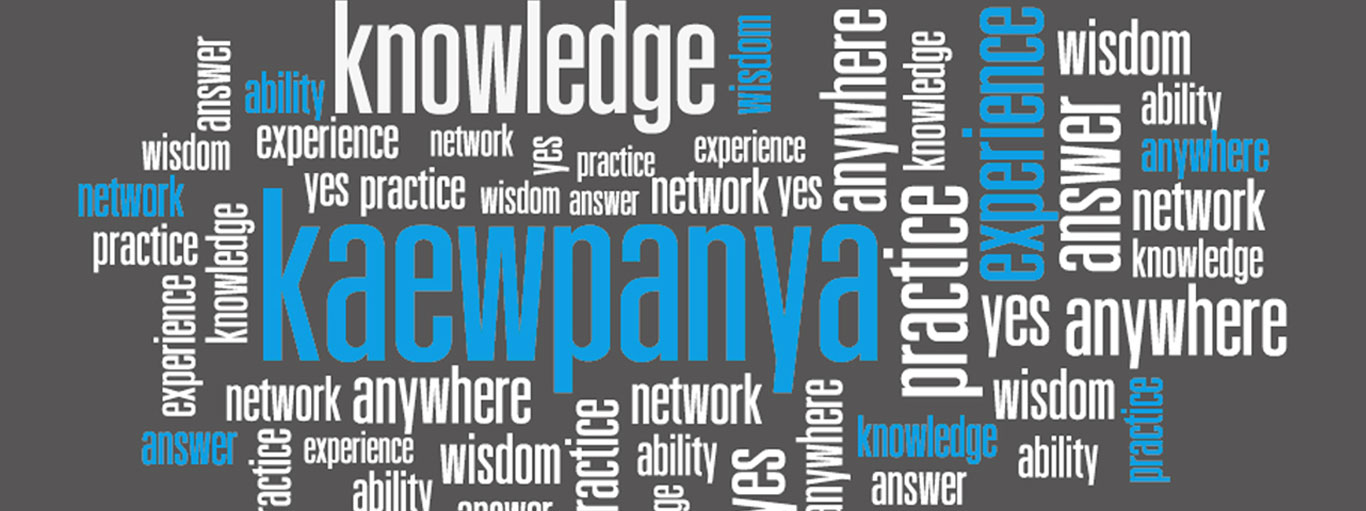 knowledge
wisdom
anywhere
knowledge
experience
wisdom
answer
ability
ability
experience
network
yes
practice
experience
answer
anywhere
wisdom
network
yes practice
wisdom
answer
network
yes
network
practice
knowledge
kaewpanya
practice
knowledge
experience
yes
anywhere
network
anywhere
network
anywhere
wisdom
practice
answer
practice
experience
wisdom
practice
ability
yes
knowledge
answer
ability
ability
answer
ge